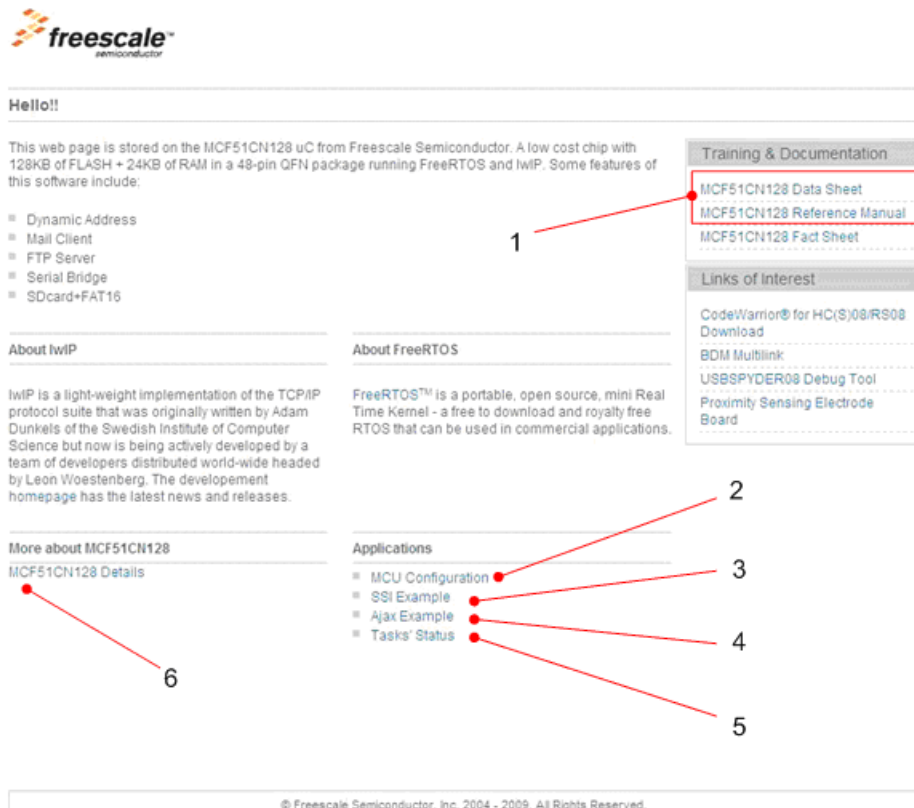 freescale™
semiconductor
Hello!!
This web page is stored on the MCF51CN128 uC from Freescale Semiconductor. A low cost chip with
128KB of FLASH + 24KB of RAM in a 48-pin QFN package running FreeRTOS and lwIP. Some features of
this software include:
Dynamic Address
Mail Client
FTP Server
Serial Bridge
SDcard+FAT16
1
Training & Documentation
MCF51CN128 Data Sheet
MCF51CN128 Reference Manual
MCF51CN128 Fact Sheet
Links of Interest
CodeWarrior® for HC(S)08/RS08
Download
BDM Multilink
USBSPYDER08 Debug Tool
Proximity Sensing Electrode
Board
About lwIP
lwIP is a light-weight implementation of the TCP/IP
protocol suite that was originally written by Adam
Dunkels of the Swedish Institute of Computer
Science but now is being actively developed by a
team of developers distributed world-wide headed
by Leon Woestenberg. The developement
homepage has the latest news and releases.
About FreeRTOS
FreeRTOS™ is a portable, open source, mini Real
Time Kernel - a free to download and royalty free
RTOS that can be used in commercial applications.
More about MCF51CN128
MCF51CN128 Details
6
Applications
MCU Configuration
SSI Example
Ajax Example
Tasks' Status
2
3
4
5
© Freescale Semiconductor, Inc. 2004 - 2009. All Rights Reserved.